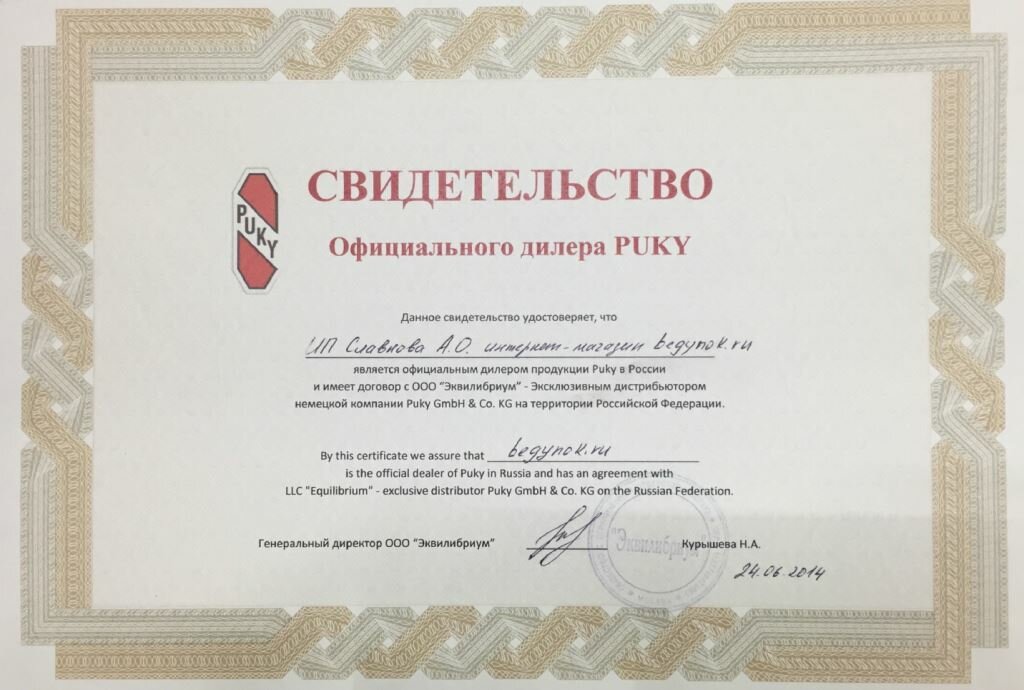 PUKY
СВИДЕТЕЛЬСТВО
Официального дилера PUKY
Данное свидетельство удостоверяет, что
ИП Славнова А.О. интернет-магазин begynok.ru
является официальным дилером продукции Puky в России
и имеет договор с ООО "Эквилибриум" - Эксклюзивным дистрибьютором
немецкой компании Puky GmbH & Co. KG на территории Российской Федерации.
By this certificate we assure that begynok.ru
is the official dealer of Puky in Russia and has an agreement with
LLC "Equilibrium" - exclusive distributor Puky GmbH & Co. KG on the Russian Federation.
Генеральный директор ООО "Эквилибриум"
"Эквилибриум"
Курышева Н.А.
24.06.2014